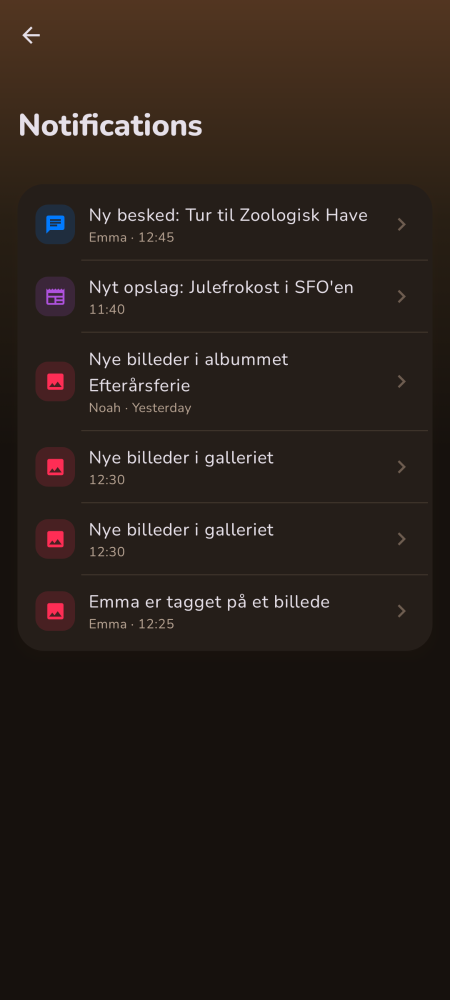 Notifications
Ny besked: Tur til Zoologisk Have
Emma · 12:45
Nyt opslag: Julefrokost i SFO'en
11:40
Nye billeder i albummet
Efterårsferie
Noah · Yesterday
Nye billeder i galleriet
12:30
Nye billeder i galleriet
12:30
Emma er tagget på et billede
Emma · 12:25